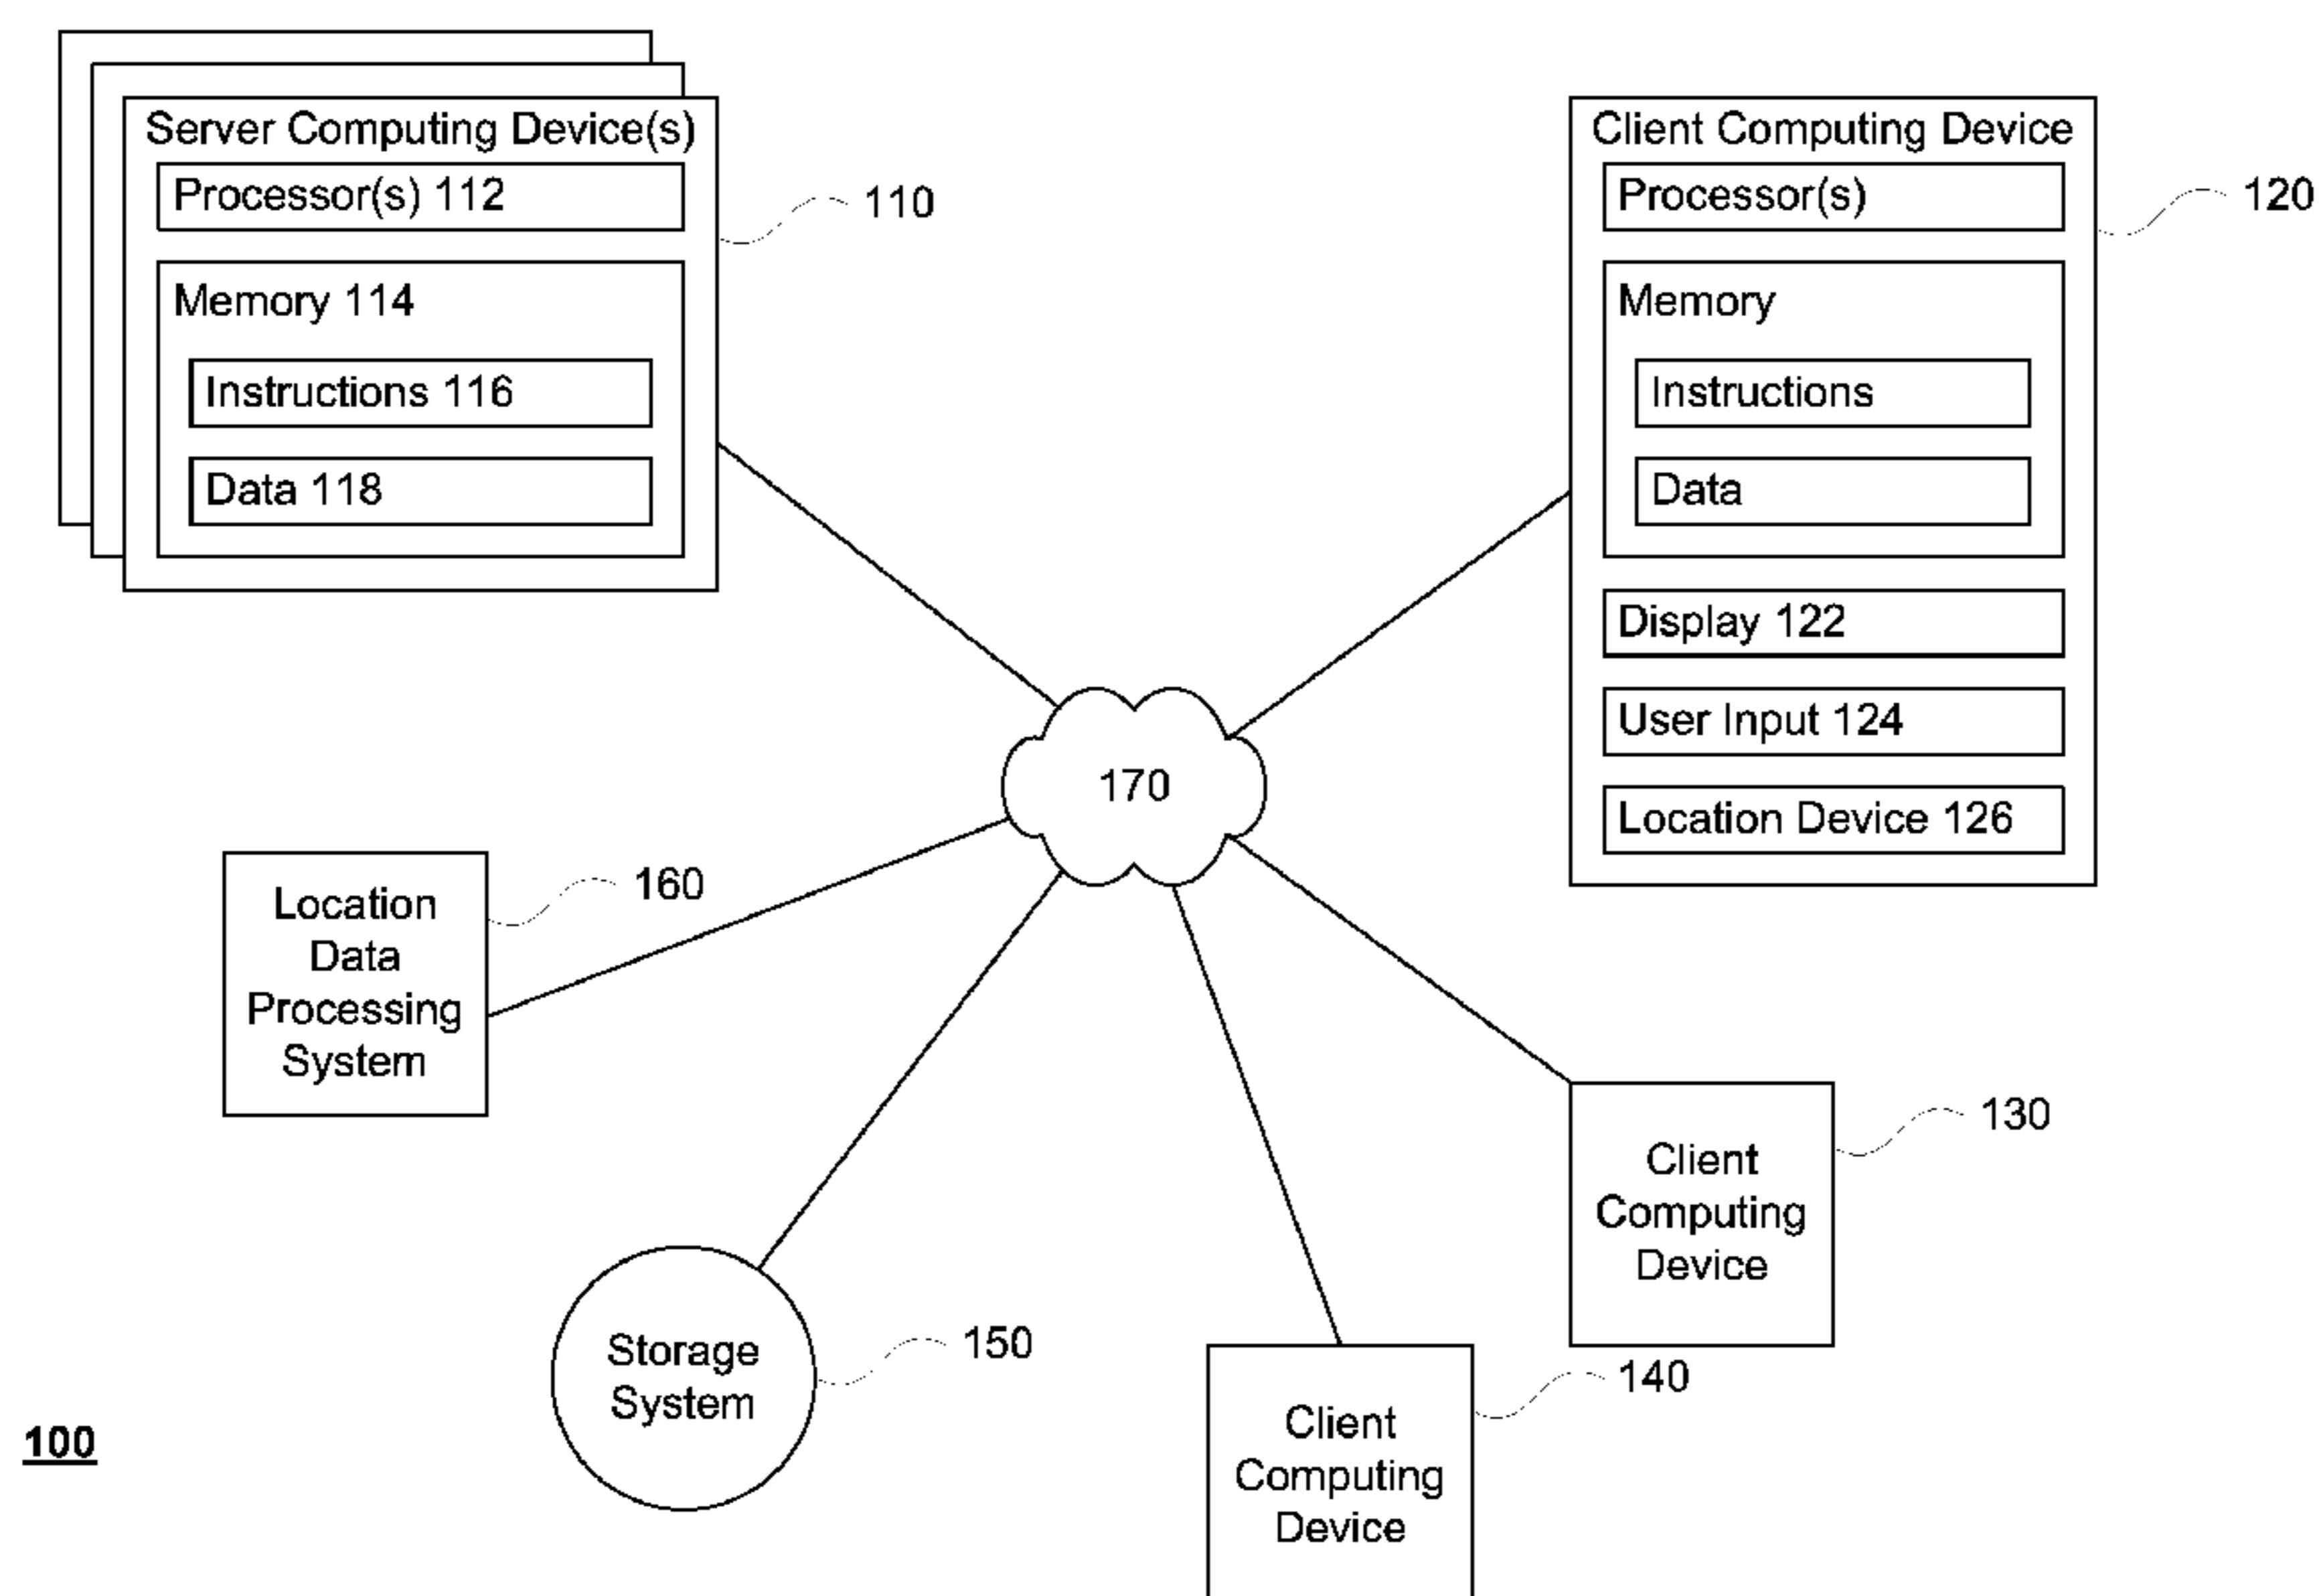 Server Computing Device(s)
Processor(s) 112
Memory 114
Instructions 116
Data 118
110
Client Computing Device
Processor(s)
Memory
Instructions
Data
Display 122
User Input 124
Location Device 126
120
170
Location
Data
Processing
System
160
Storage
System
150
Client
Computing
Device
140
Client
Computing
Device
130
100